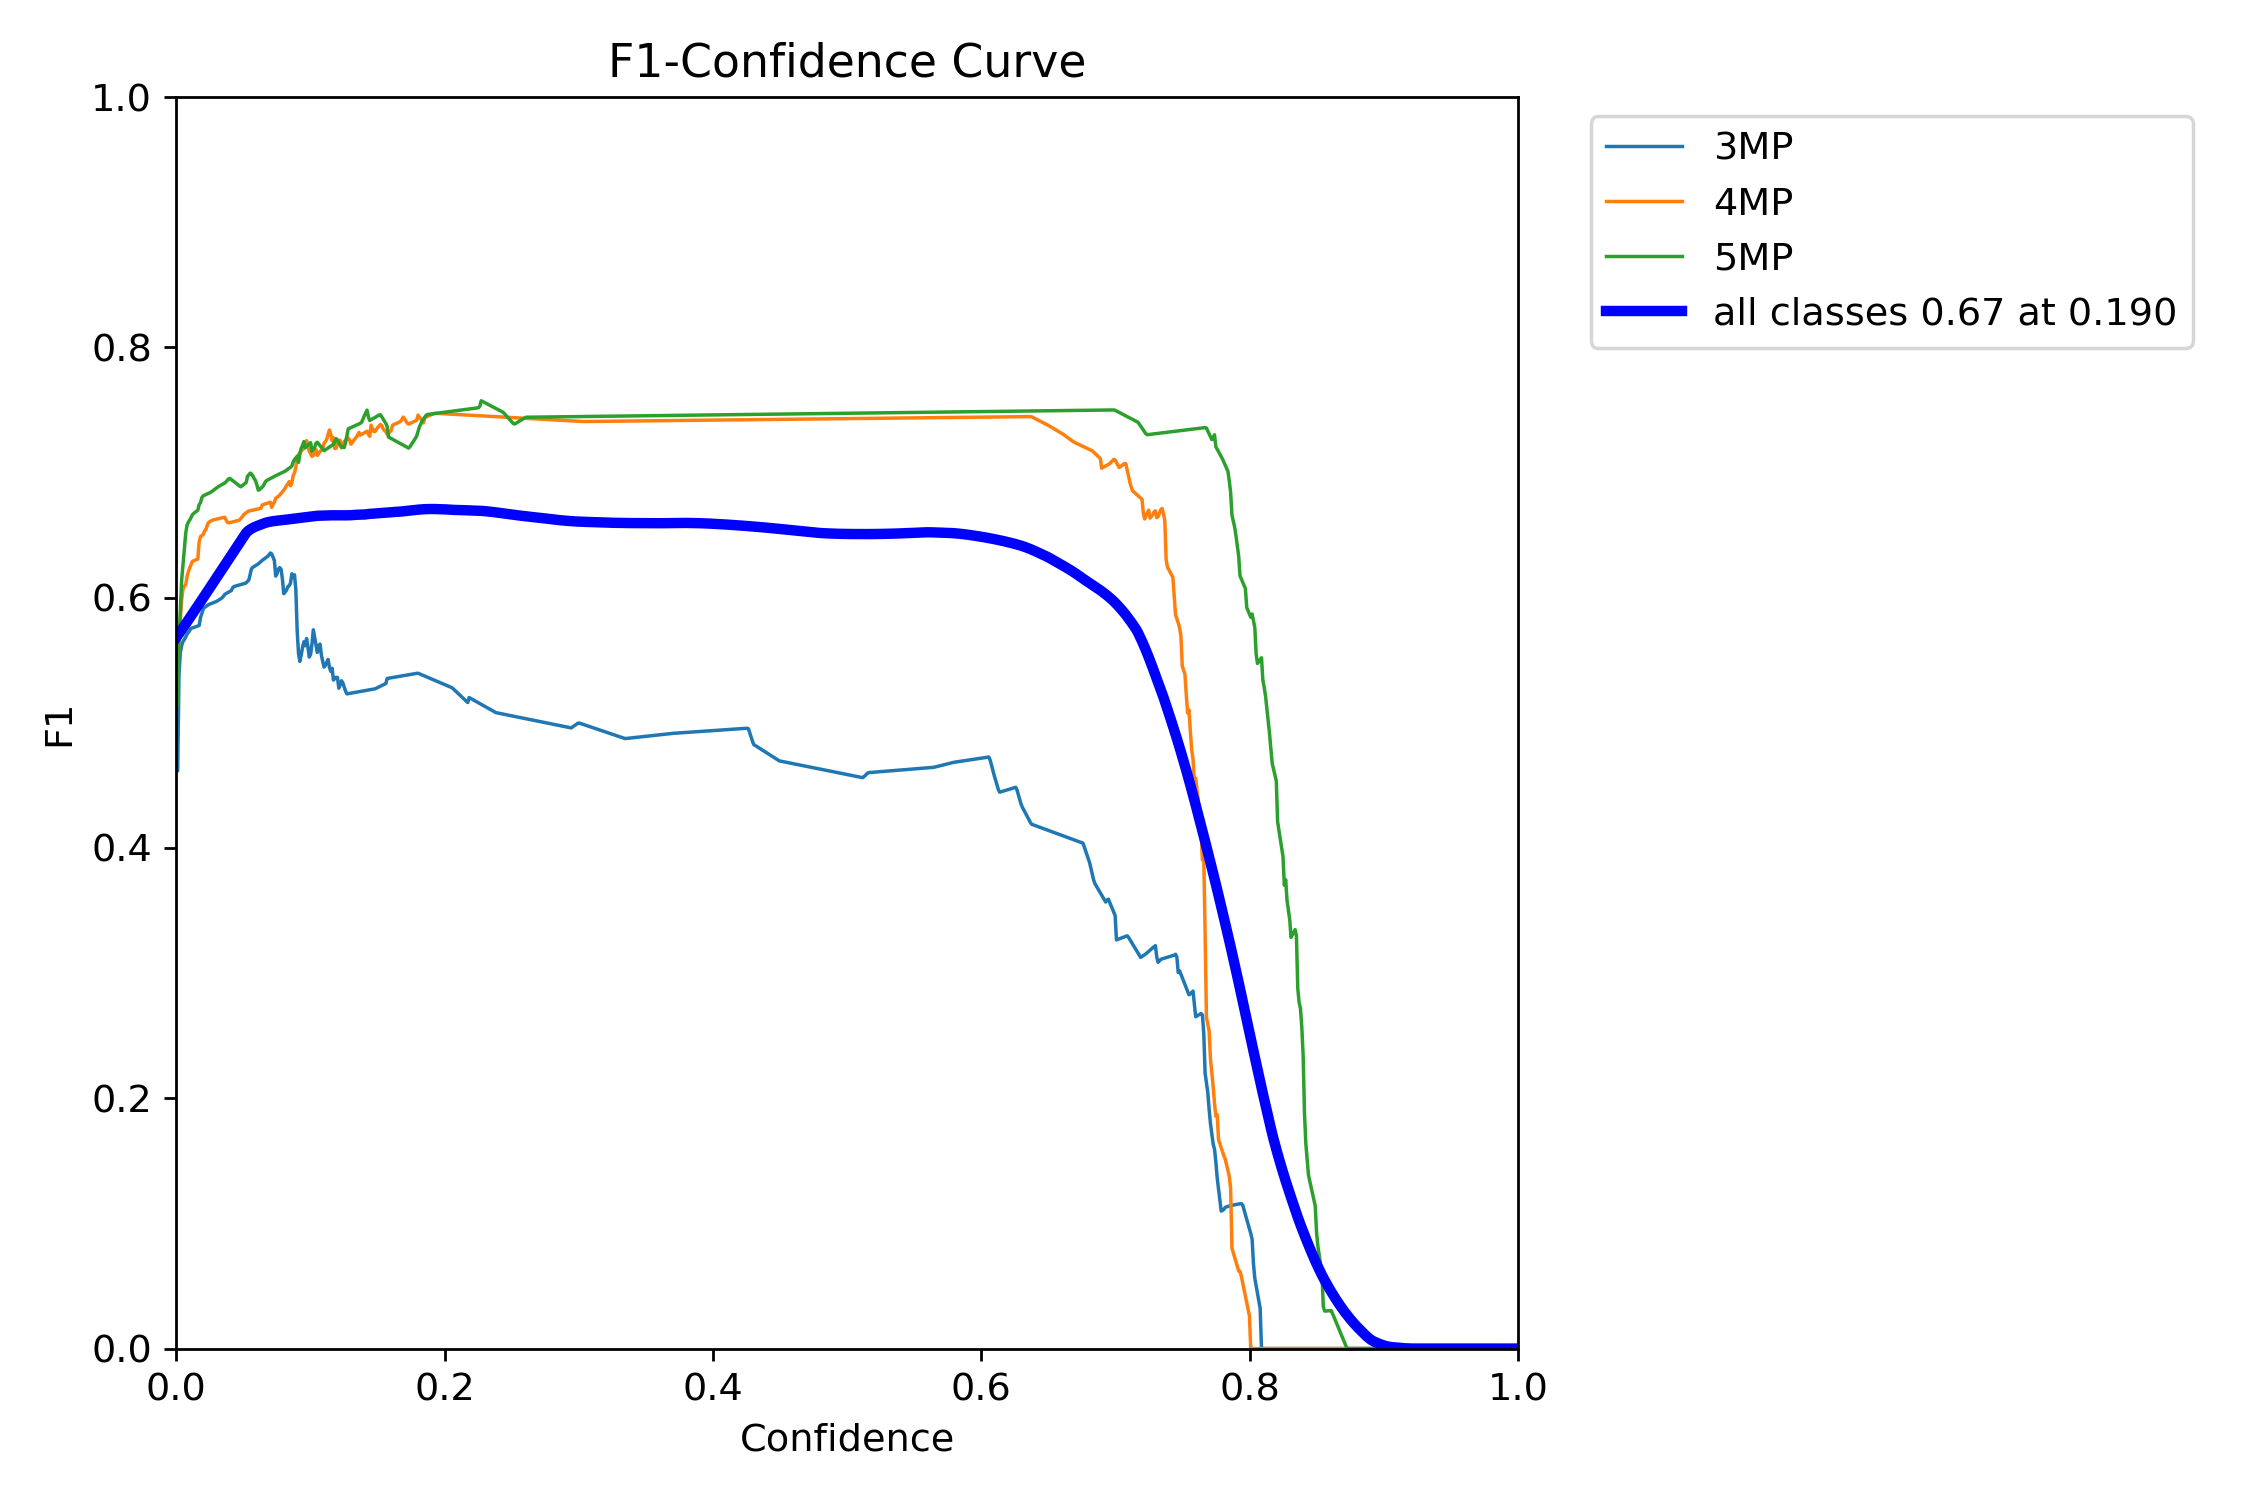 F1-Confidence Curve
1.0
0.8
0.6
0.4
0.2
0.0
F1
0.0 0.2 0.4 0.6 0.8 1.0
Confidence
3MP
4MP
5MP
all classes 0.67 at 0.190